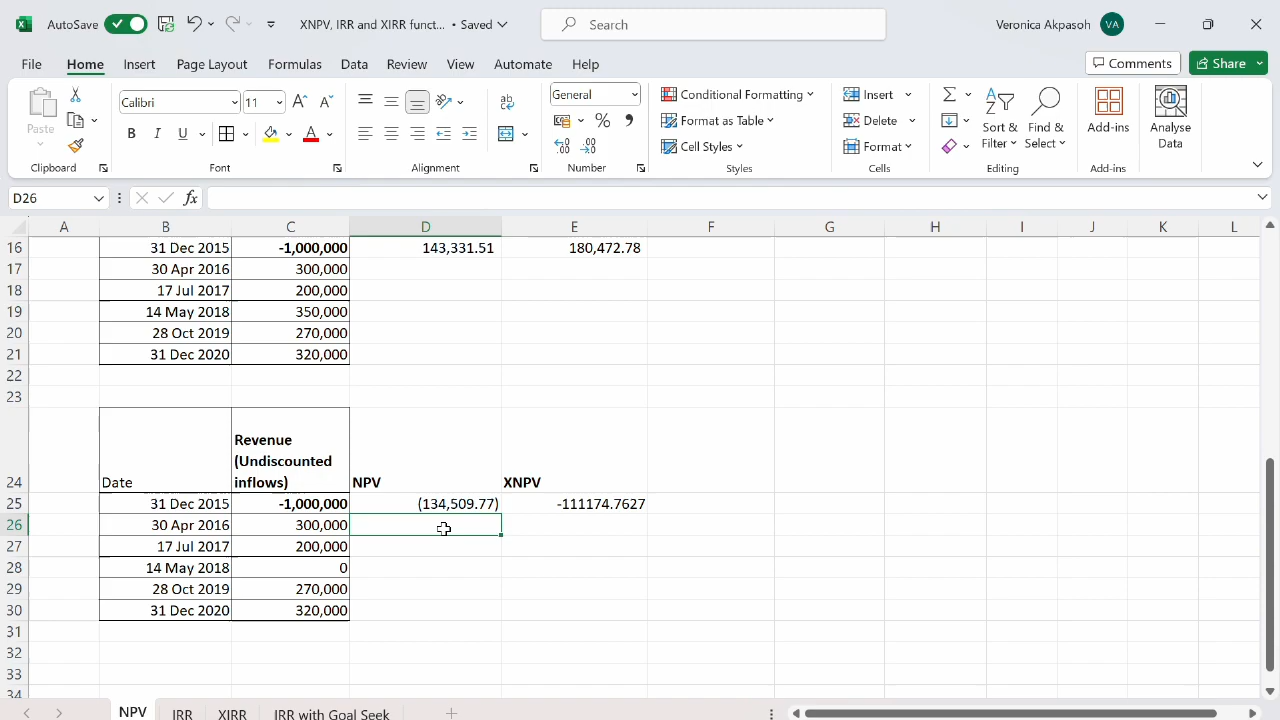 AutoSave XNPV, IRR and XIRR funct... • Saved Search Veronica Akpasoh VA
File Home Insert Page Layout Formulas Data Review View Automate Help Comments Share
Paste Calibri 11 General Conditional Formatting Format as Table Cell Styles Insert Delete Format Sort & Filter Find & Select Add-ins Analyse Data
Clipboard Font Alignment Number Styles Cells Editing Add-ins
D26 fx
A B C D E F G H I J K L
16 31 Dec 2015 -1,000,000 143,331.51 180,472.78
17 30 Apr 2016 300,000
18 17 Jul 2017 200,000
19 14 May 2018 350,000
20 28 Oct 2019 270,000
21 31 Dec 2020 320,000
22
23
24 Date Revenue (Undiscounted inflows) NPV XNPV
25 31 Dec 2015 -1,000,000 (134,509.77) -111174.7627
26 30 Apr 2016 300,000
27 17 Jul 2017 200,000
28 14 May 2018 0
29 28 Oct 2019 270,000
30 31 Dec 2020 320,000
31
32
33
34
NPV IRR XIRR IRR with Goal Seek